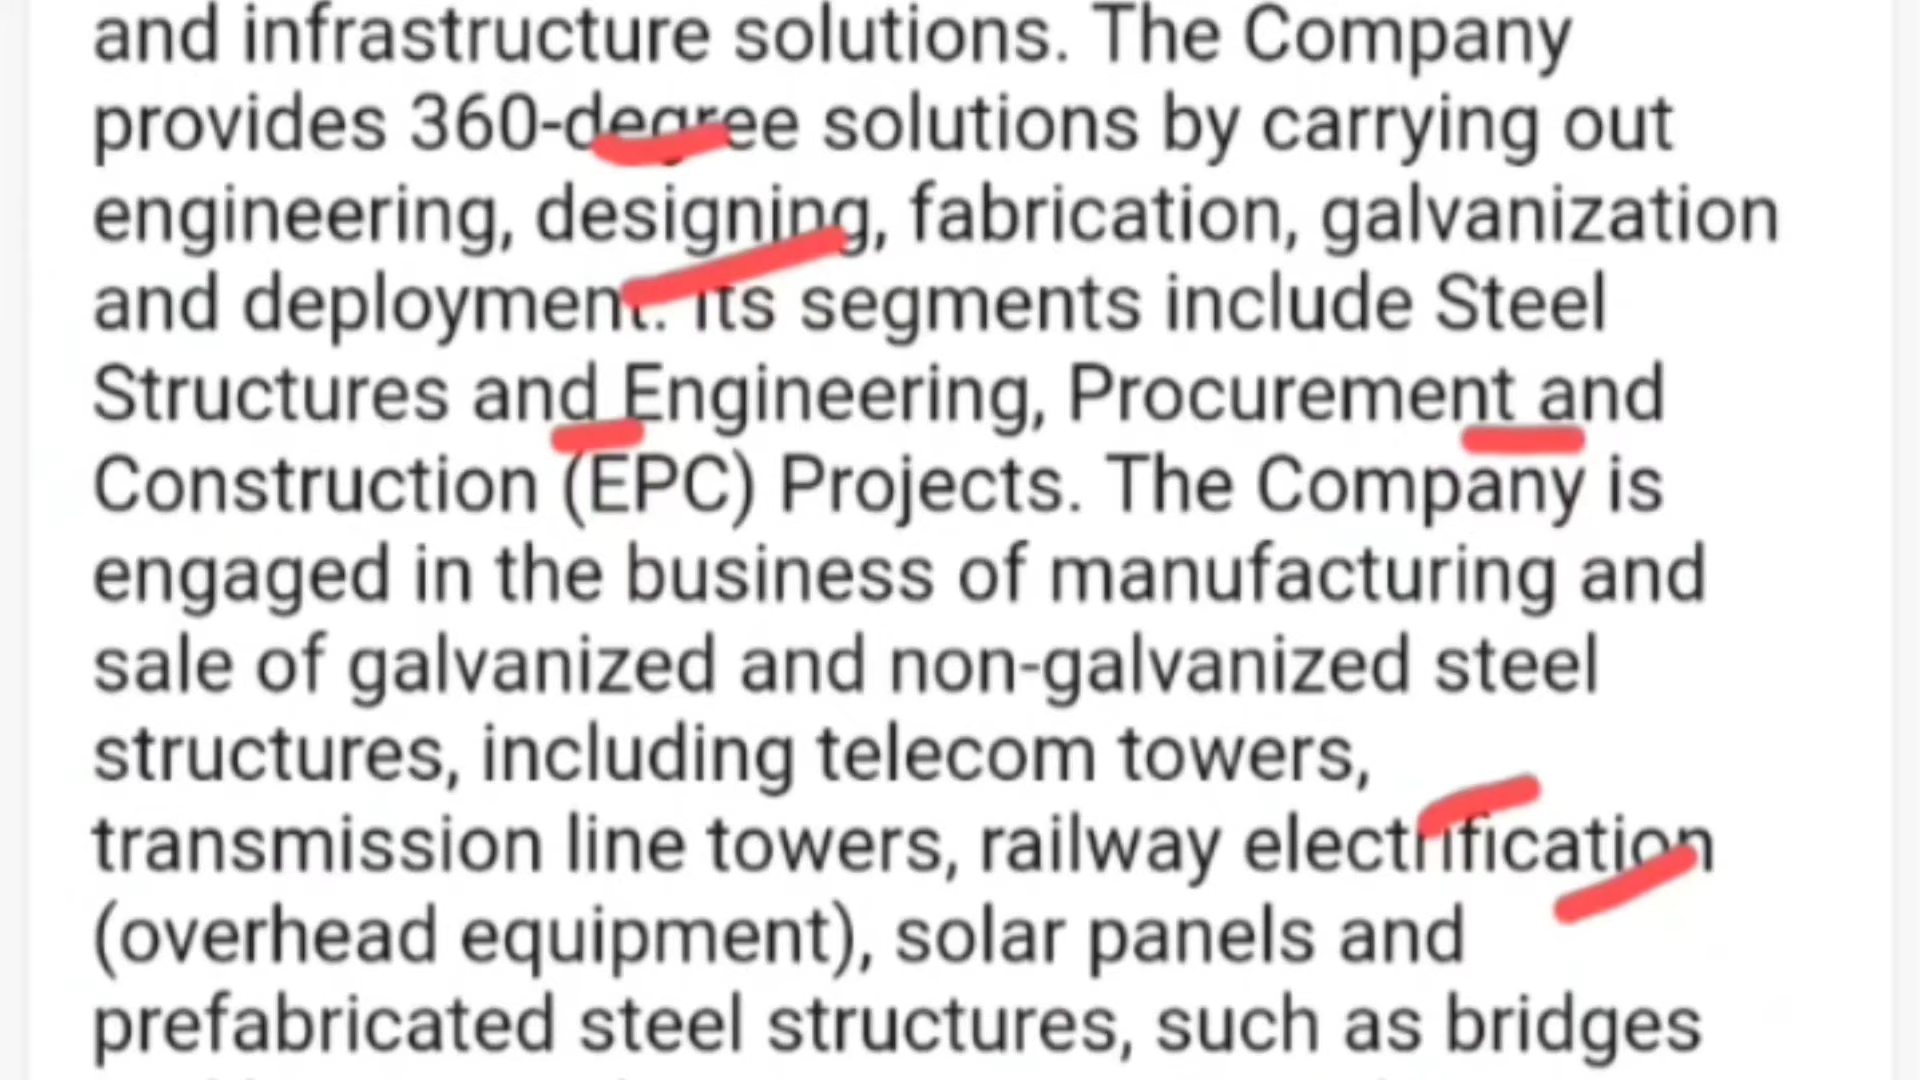 and infrastructure solutions. The Company
provides 360-degree solutions by carrying out
engineering, designing, fabrication, galvanization
and deployment. Its segments include Steel
Structures and Engineering, Procurement and
Construction (EPC) Projects. The Company is
engaged in the business of manufacturing and
sale of galvanized and non-galvanized steel
structures, including telecom towers,
transmission line towers, railway electrification
(overhead equipment), solar panels and
prefabricated steel structures, such as bridges